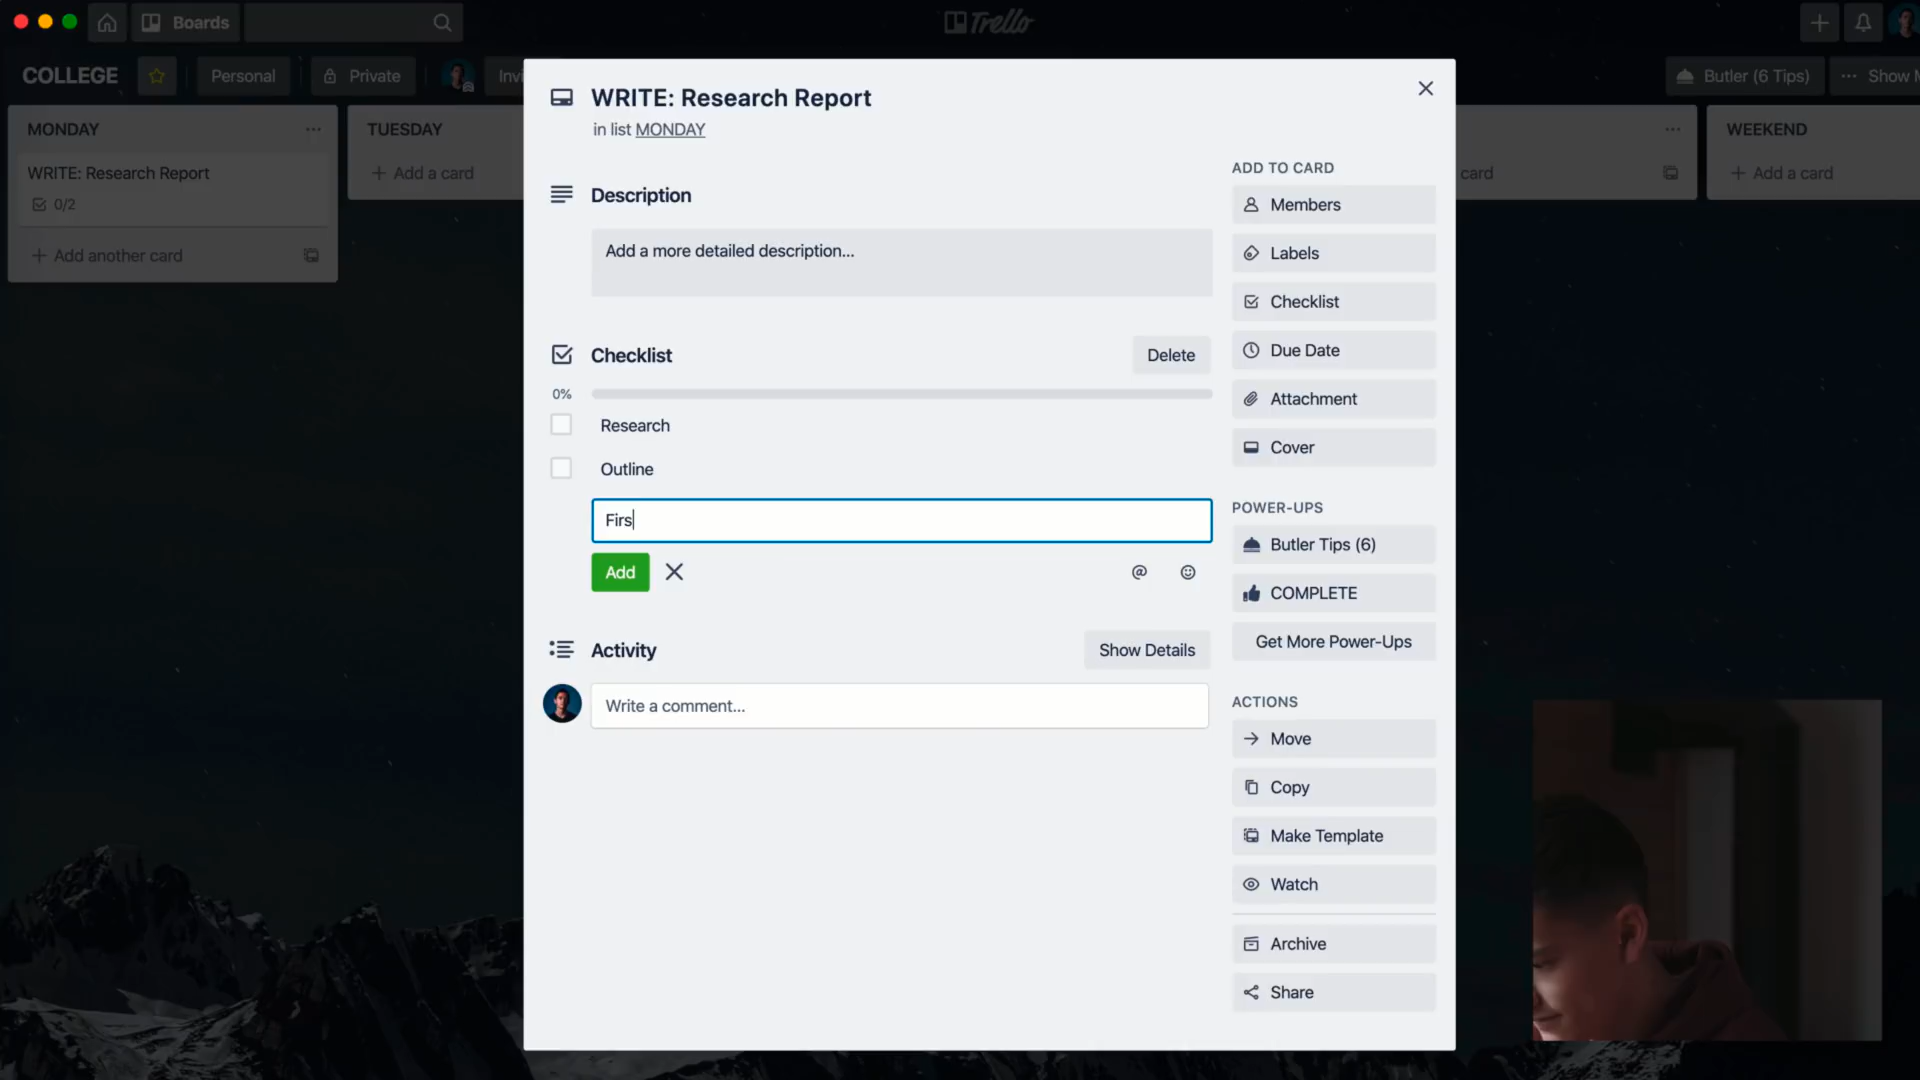 Boards
Trello
COLLEGE
Personal
Private
Invi
Butler (6 Tips)
Show M
MONDAY
WRITE: Research Report
0/2
Add another card
TUESDAY
Add a card
card
WEEKEND
Add a card
WRITE: Research Report
in list MONDAY
Description
Add a more detailed description...
Checklist
Delete
0%
Research
Outline
Firs
Add
@
Activity
Show Details
Write a comment...
ADD TO CARD
Members
Labels
Checklist
Due Date
Attachment
Cover
POWER-UPS
Butler Tips (6)
COMPLETE
Get More Power-Ups
ACTIONS
Move
Copy
Make Template
Watch
Archive
Share